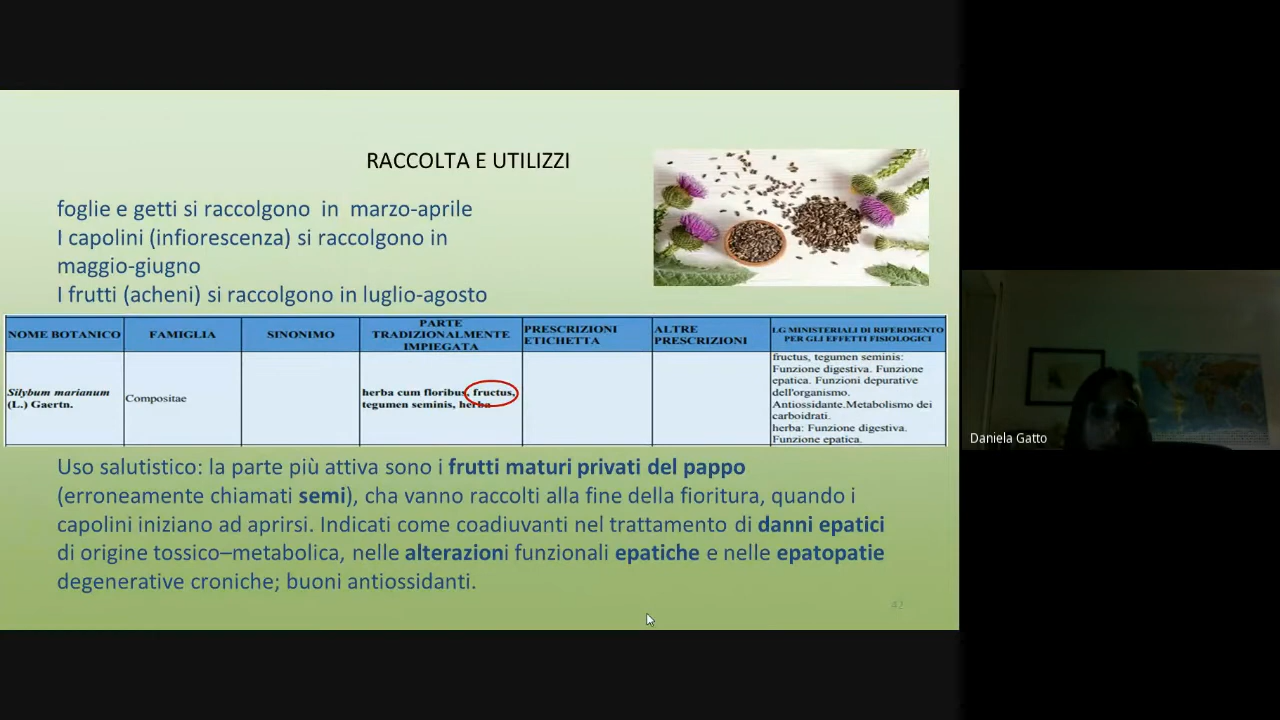 RACCOLTA E UTILIZZI
foglie e getti si raccolgono in marzo-aprile
I capolini (infiorescenza) si raccolgono in
maggio-giugno
I frutti (acheni) si raccolgono in luglio-agosto
NOME BOTANICO
FAMIGLIA
SINONIMO
PARTE
TRADIZIONALMENTE
IMPIEGATA
PRESCRIZIONI
ETICHETTA
ALTRE
PRESCRIZIONI
LG MINISTERIALI DI RIFERIMENTO
PER GLI EFFETTI FISIOLOGICI
Silybum marianum
(L.) Gaertn.
Compositae
herba cum floribus, fructus,
tegumen seminis, herba
fructus, tegumen seminis:
Funzione digestiva. Funzione
epatica. Funzioni depurative
dell'organismo.
Antiossidante.Metabolismo dei
carboidrati.
herba: Funzione digestiva.
Funzione epatica.
Uso salutistico: la parte più attiva sono i frutti maturi privati del pappo
(erroneamente chiamati semi), cha vanno raccolti alla fine della fioritura, quando i
capolini iniziano ad aprirsi. Indicati come coadiuvanti nel trattamento di danni epatici
di origine tossico–metabolica, nelle alterazioni funzionali epatiche e nelle epatopatie
degenerative croniche; buoni antiossidanti.
42
Daniela Gatto